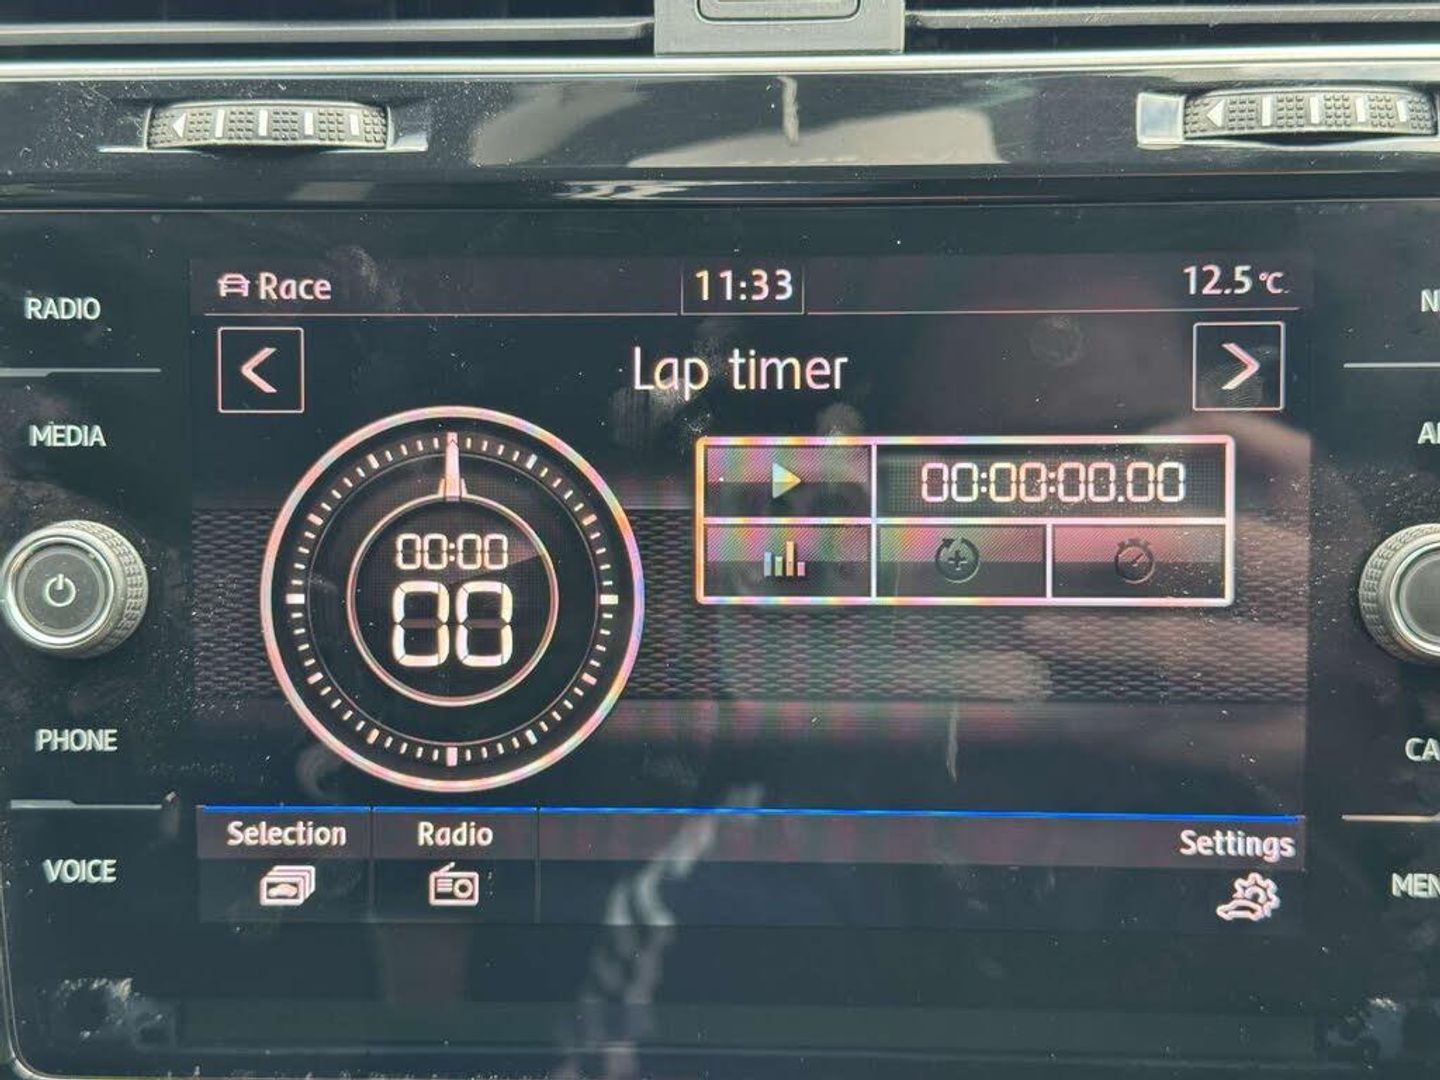 Race
11:33
12.5 °C
RADIO
Lap timer
MEDIA
00:00:00.00
00:00
00
PHONE
Selection
Radio
Settings
VOICE